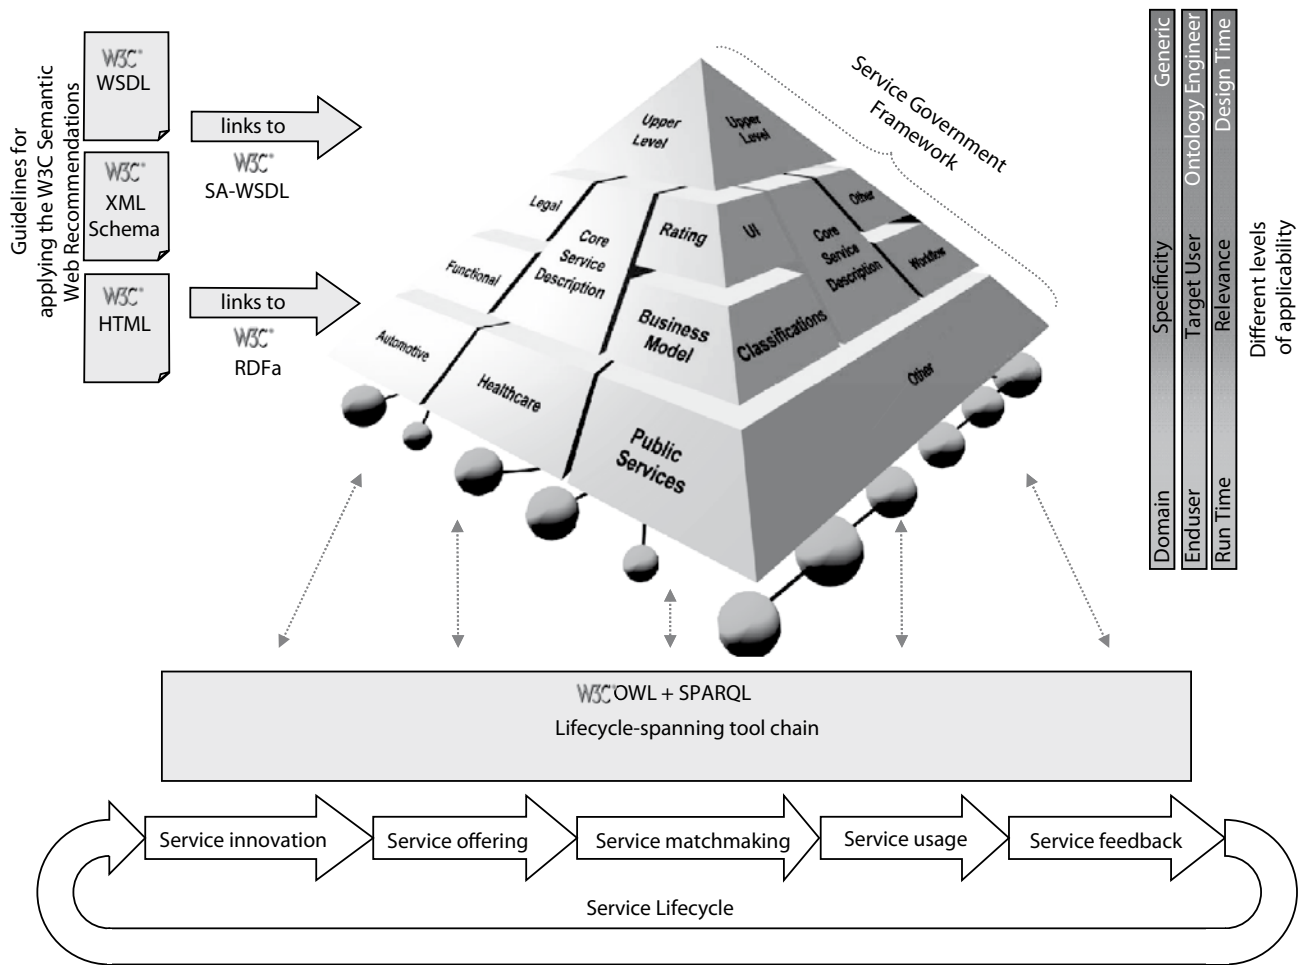 Guidelines for
applying the W3C Semantic
Web Recommendations
W3C®
WSDL
W3C®
XML
Schema
W3C®
HTML
links to
W3C®
SA-WSDL
links to
W3C®
RDFa
Service Government
Framework
Upper
Level
Upper
Level
Legal
Core
Service
Description
Rating
UI
Core
Service
Description
Other
Functional
Business
Model
Classifications
Workflow
Automotive
Healthcare
Public
Services
Other
Generic
Specificity
Domain
Ontology Engineer
Target User
Enduser
Design Time
Relevance
Run Time
Different levels
of applicability
W3C® OWL + SPARQL
Lifecycle-spanning tool chain
Service innovation
Service offering
Service matchmaking
Service usage
Service feedback
Service Lifecycle